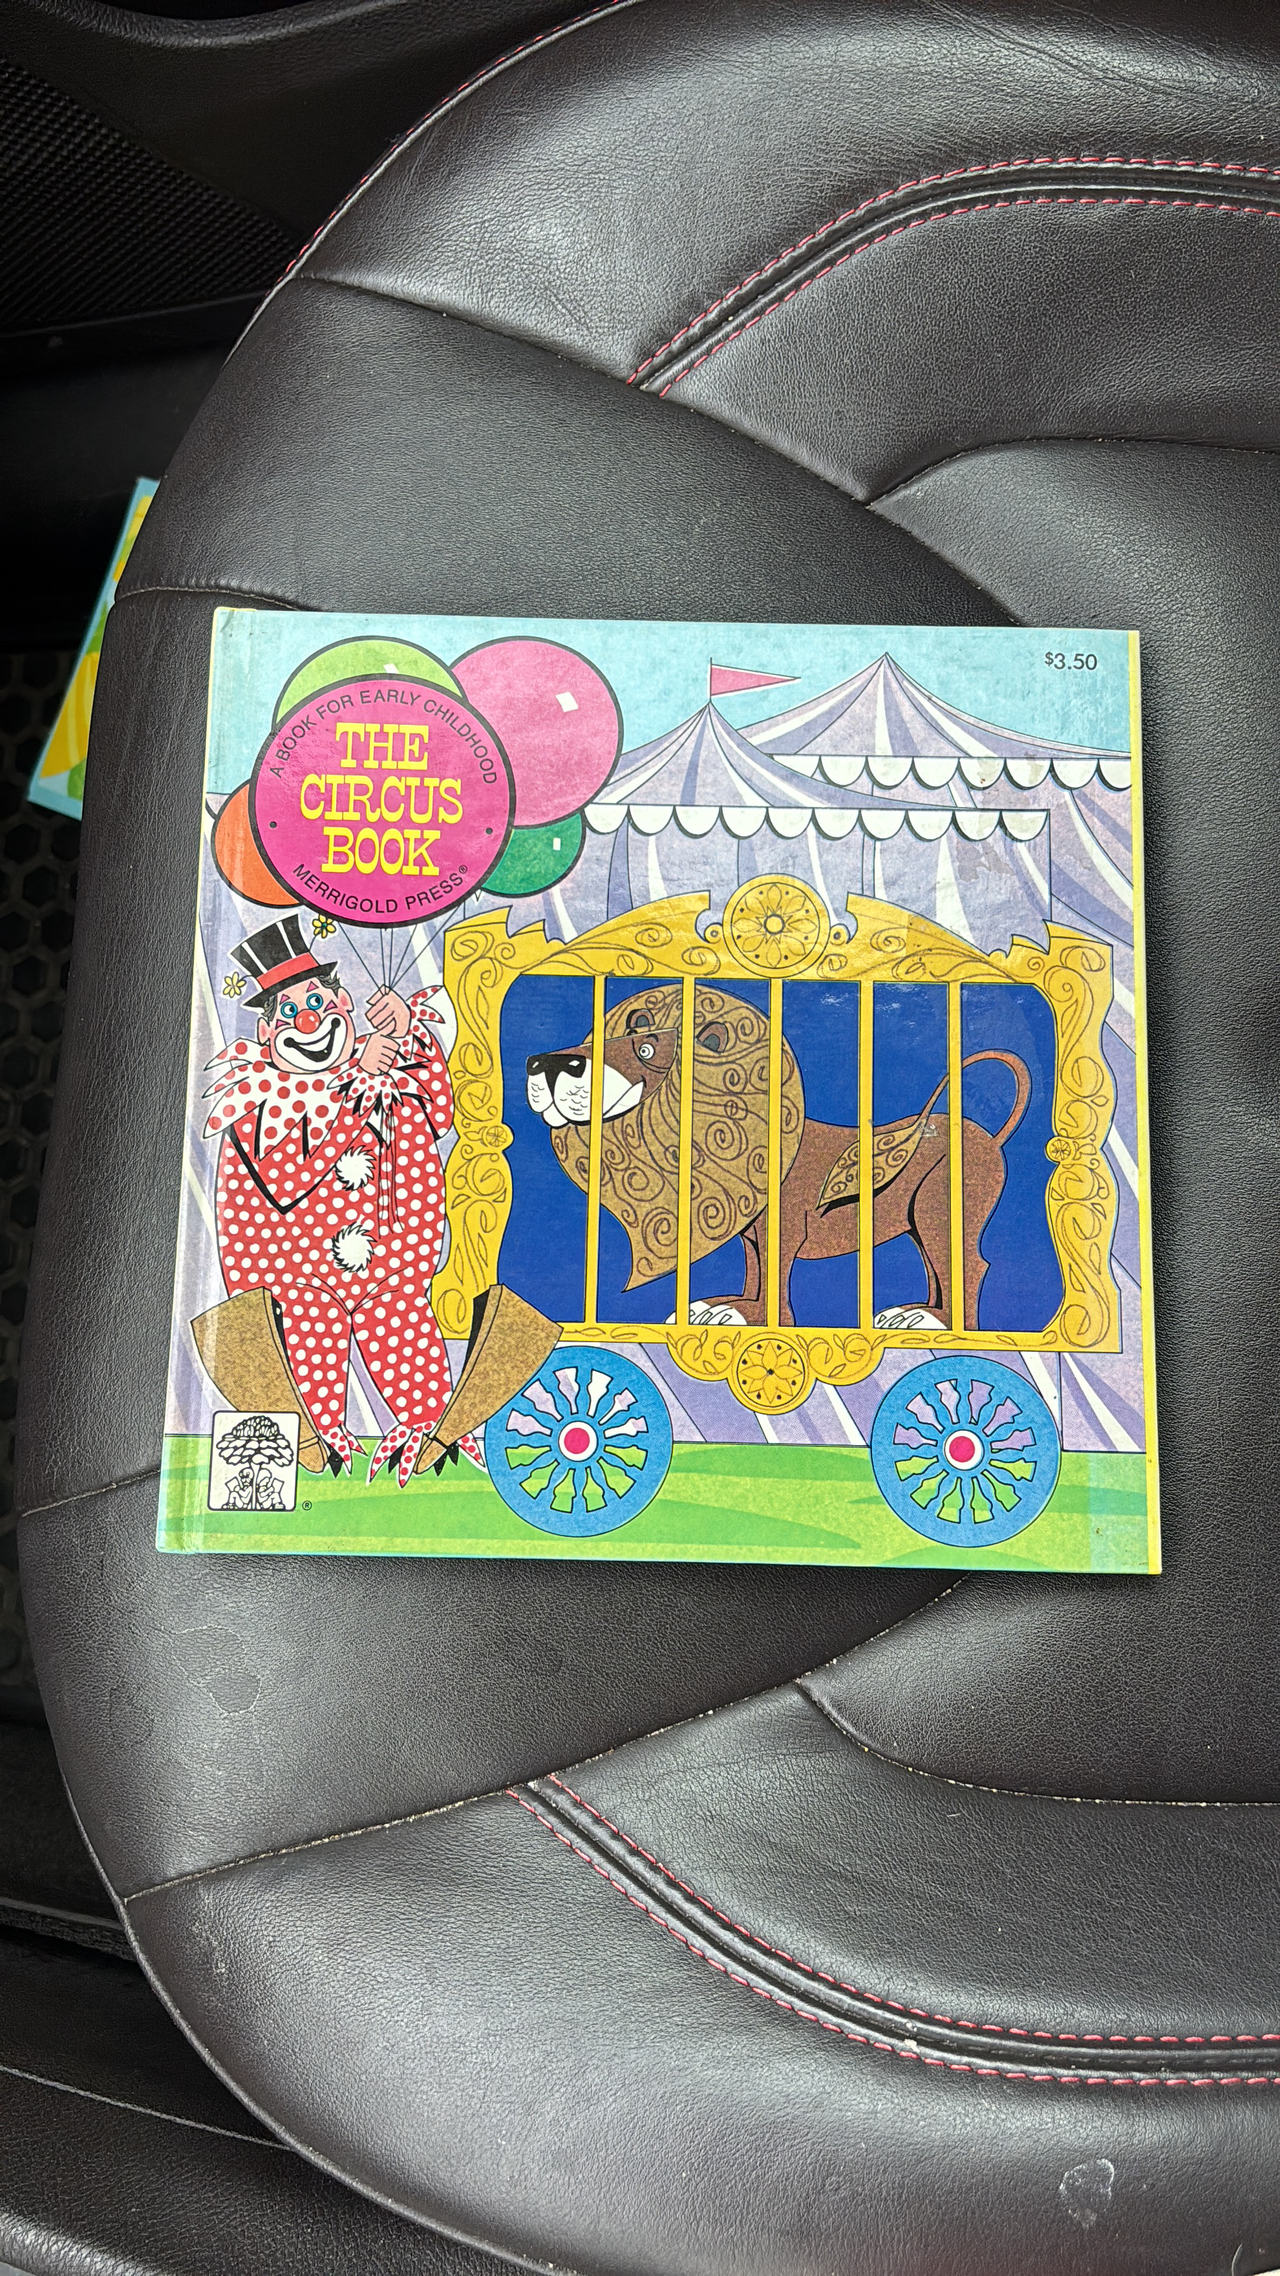 $3.50
A BOOK FOR EARLY CHILDHOOD
THE
CIRCUS
BOOK
MERRIGOLD PRESS®
®